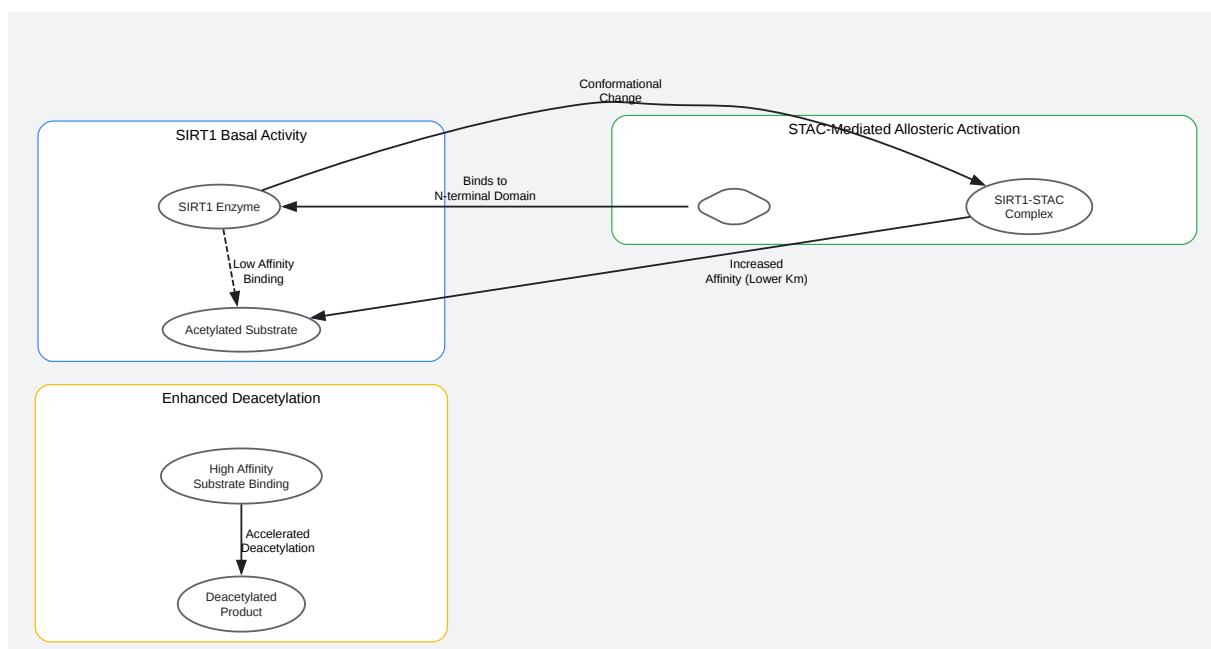 Conformational
Change
SIRT1 Basal Activity
STAC-Mediated Allosteric Activation
Binds to
N-terminal Domain
SIRT1 Enzyme
SIRT1-STAC
Complex
Low Affinity
Binding
Increased
Affinity (Lower Km)
Acetylated Substrate
Enhanced Deacetylation
High Affinity
Substrate Binding
Accelerated
Deacetylation
Deacetylated
Product